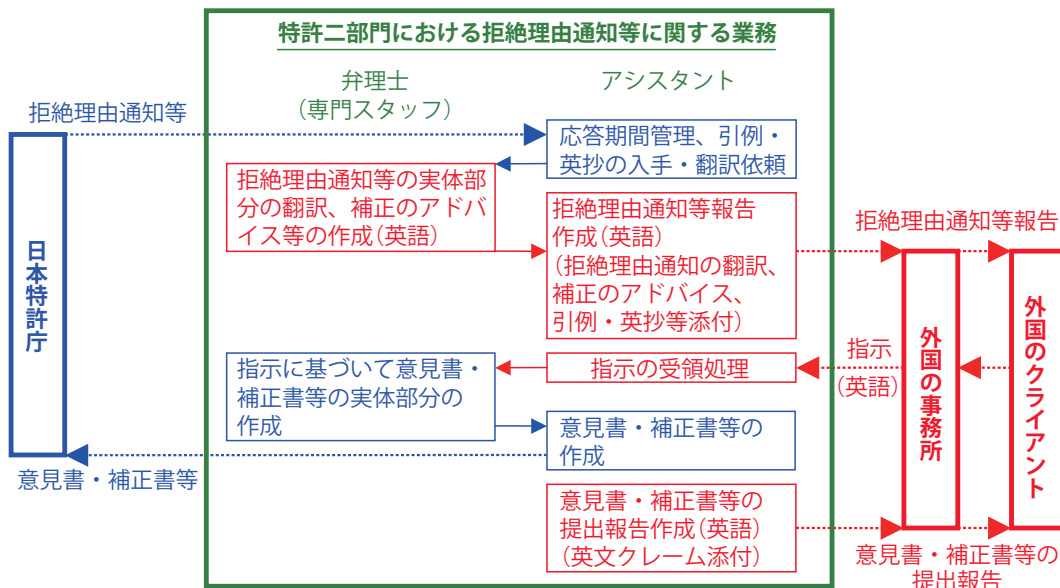 特許二部門における拒絶理由通知等に関する業務
弁理士
(専門スタッフ)
アシスタント
拒絶理由通知等
応答期間管理、引例・
英抄の入手・翻訳依頼
拒絶理由通知等の実体部
分の翻訳、補正のアドバ
イス等の作成(英語)
拒絶理由通知等報告
作成(英語)
(拒絶理由通知の翻訳、
補正のアドバイス、
引例・英抄等添付)
拒絶理由通知等報告
日本特許庁
外国の事務所
外国のクライアント
指示
(英語)
指示の受領処理
指示に基づいて意見書・
補正書等の実体部分の
作成
意見書・補正書等の
作成
意見書・補正書等
意見書・補正書等の
提出報告作成(英語)
(英文クレーム添付)
意見書・補正書等の
提出報告